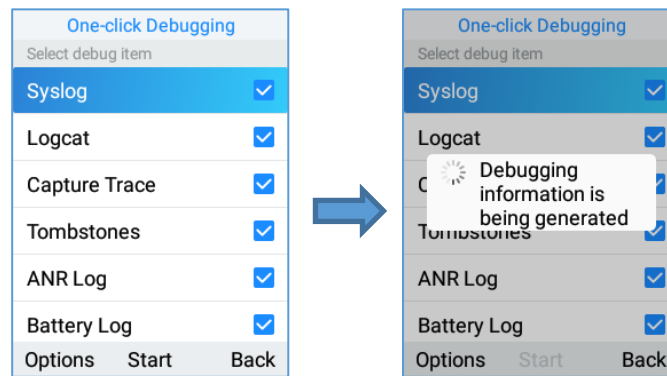 One-click Debugging
Select debug item
Syslog
Logcat
Capture Trace
Tombstones
ANR Log
Battery Log
Options Start Back
One-click Debugging
Select debug item
Syslog
Logcat
Debugging
information is
being generated
Tombstones
ANR Log
Battery Log
Options Start Back